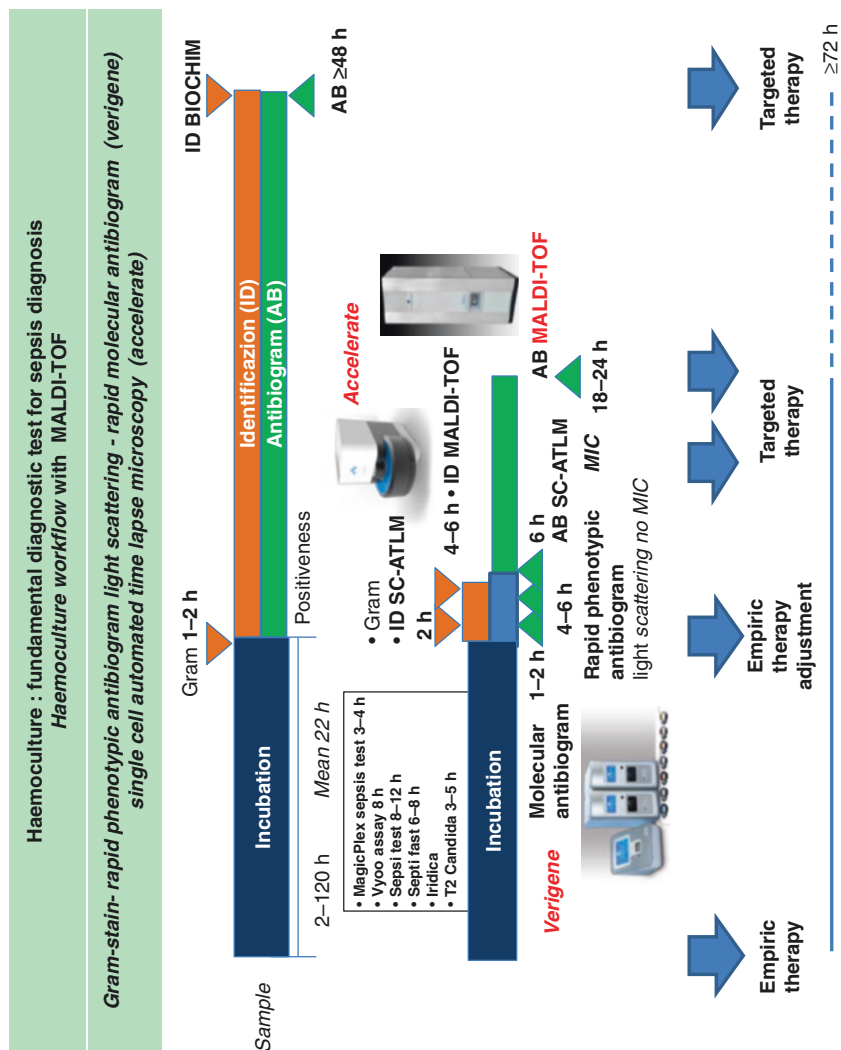 Haemoculture : fundamental diagnostic test for sepsis diagnosis
Haemoculture workflow with MALDI-TOF
Gram-stain- rapid phenotypic antibiogram light scattering - rapid molecular antibiogram (verigene)
single cell automated time lapse microscopy (accelerate)
ID BIOCHIM
Gram 1–2 h
Sample
Incubation
Identificazion (ID)
Antibiogram (AB)
AB ≥48 h
2–120 h
Mean 22 h
Positiveness
• MagicPlex sepsis test 3–4 h
• Vyoo assay 8 h
• Sepsi test 8–12 h
• Septi fast 6–8 h
• Iridica
• T2 Candida 3–5 h
Accelerate
• Gram
• ID SC-ATLM
2 h
4–6 h • ID MALDI-TOF
Incubation
1–2 h
Molecular
antibiogram
Verigene
4–6 h
Rapid phenotypic
antibiogram
light scattering no MIC
6 h
AB SC-ATLM
MIC
AB MALDI-TOF
18–24 h
Empiric
therapy
Empiric
therapy
adjustment
Targeted
therapy
Targeted
therapy
≥72 h